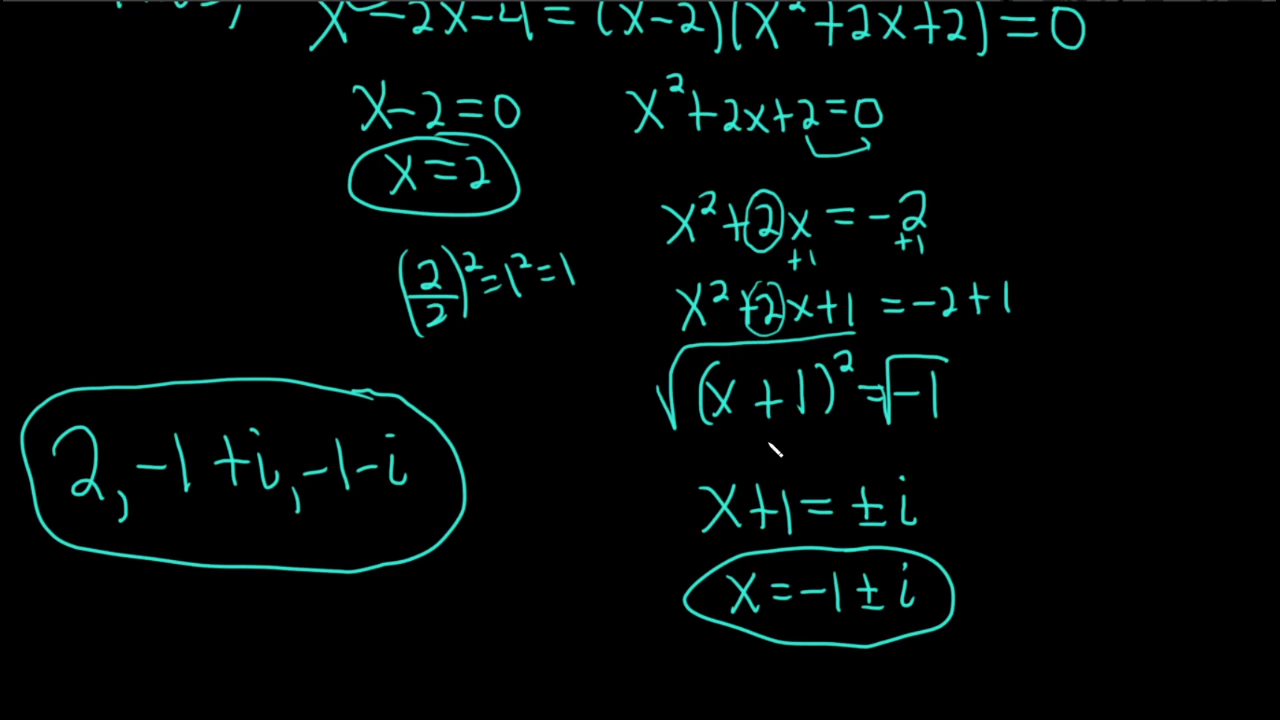 x -2x-4= (x-2)(x²+2x+2)=0
x-2=0
x²+2x+2=0
x=2
x²+2x=-2
+1
+1
(2/2)²=1²=1
x²+2x+1=-2+1
√(x+1)²=√-1
2, -1+i, -1-i
x+1=±i
x=-1±i